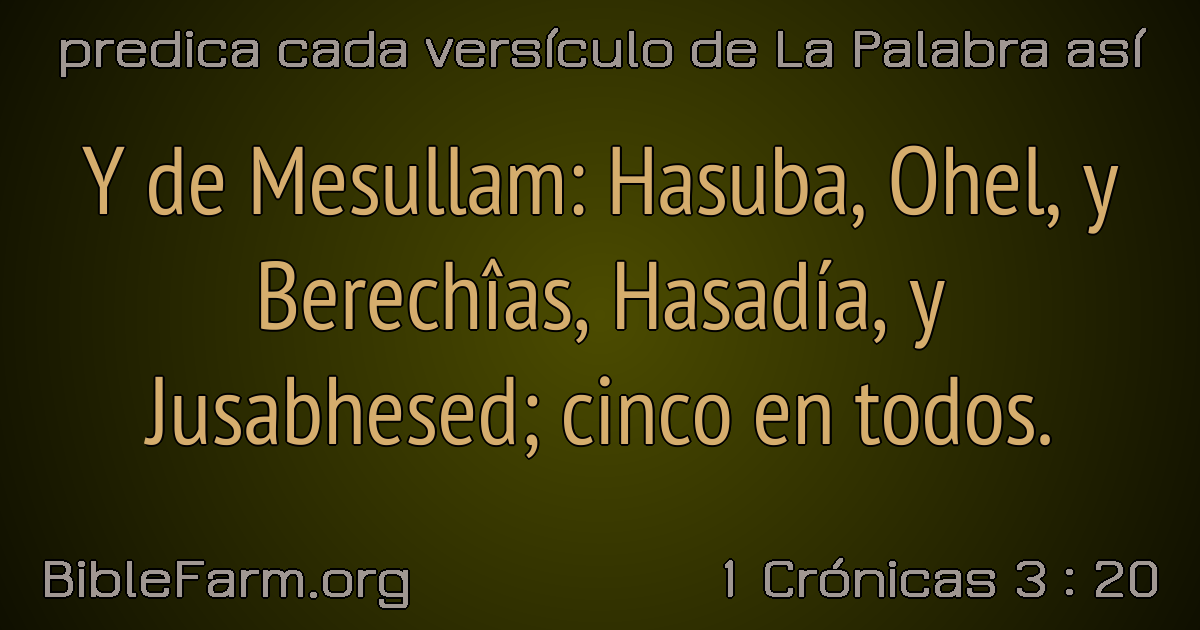 predica cada versículo de La Palabra así
Y de Mesullam: Hasuba, Ohel, y
Berechîas, Hasadía, y
Jusabhesed; cinco en todos.
BibleFarm.org
1 Crónicas 3 : 20